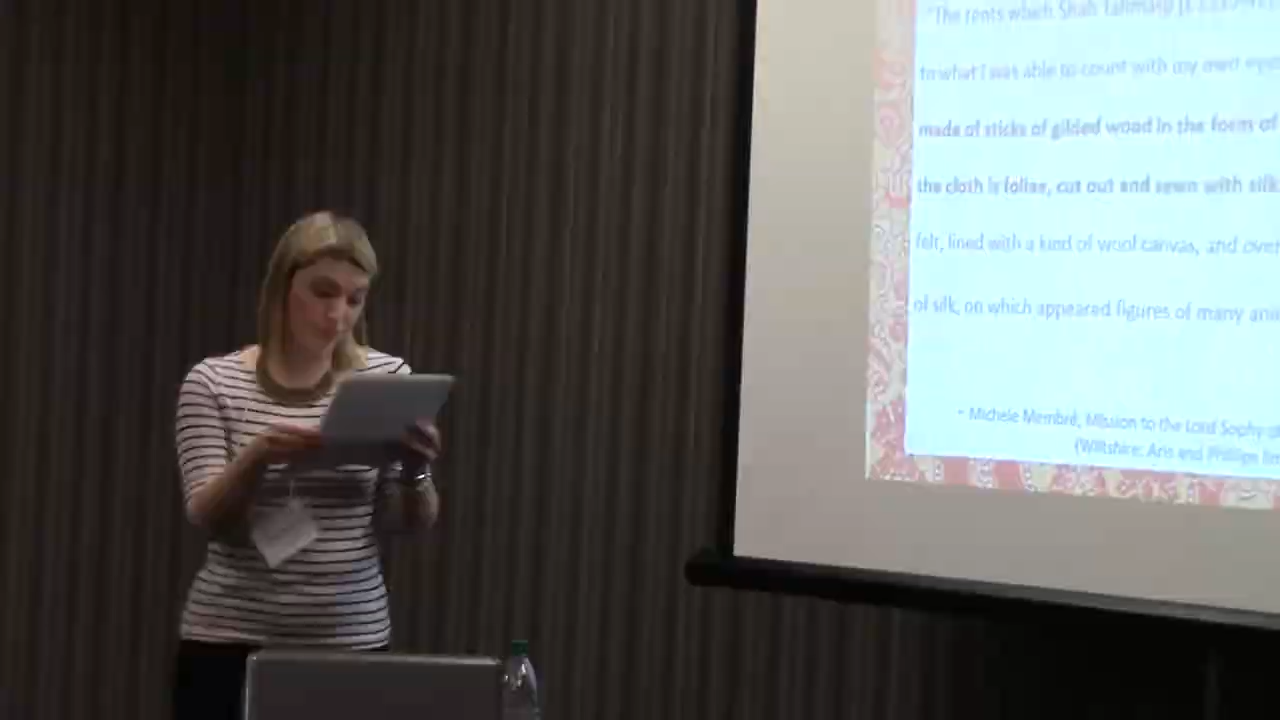 "The tents which Shah Tahmasp
to what I was able to count with my own eyes
made of sticks of gilded wood in the form of
the cloth is foliae, cut out and sewn with silk
felt, lined with a kind of wool canvas, and over
of silk, on which appeared figures of many ani
- Michele Membré, Mission to the Lord Sophy o
(Wiltshire: Aris and Phillips lim